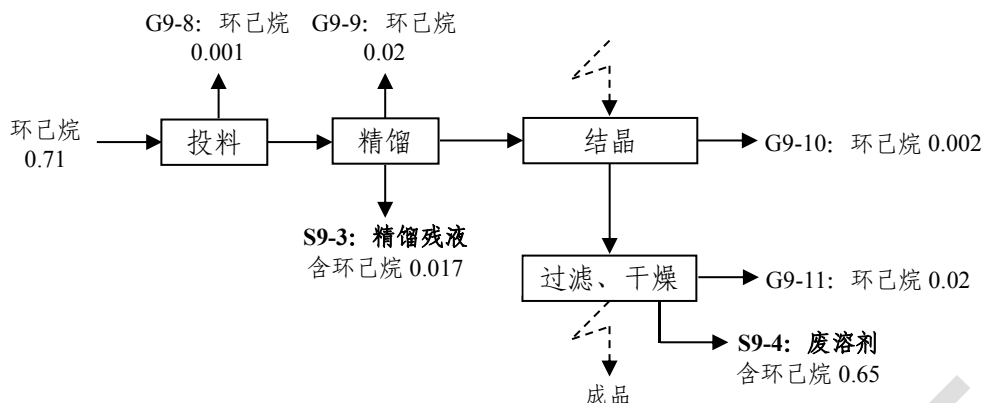 G9-8：环己烷
0.001
G9-9：环己烷
0.02
环己烷
0.71
投料
精馏
结晶
G9-10：环己烷 0.002
S9-3：精馏残液
含环己烷 0.017
过滤、干燥
G9-11：环己烷 0.02
S9-4：废溶剂
含环己烷 0.65
成品